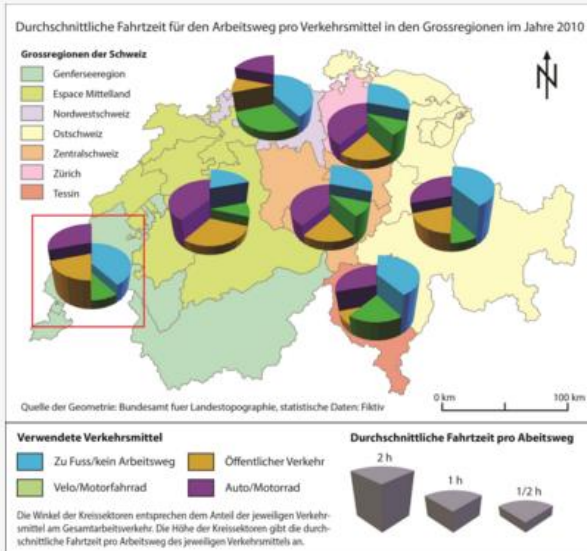 Durchschnittliche Fahrtzeit für den Arbeitsweg pro Verkehrsmittel in den Grossregionen im Jahre 2010
Grossregionen der Schweiz
Genferseeregion
Espace Mittelland
Nordwestschweiz
Ostschweiz
Zentralschweiz
Zürich
Tessin
N
0 km
100 km
Quelle der Geometrie: Bundesamt fuer Landestopographie, statistische Daten: Fiktiv
Verwendete Verkehrsmittel
Zu Fuss/kein Arbeitsweg
Öffentlicher Verkehr
Velo/Motorfahrrad
Auto/Motorrad
Die Winkel der Kreissektoren entsprechen dem Anteil der jeweiligen Verkehr-
smittel am Gesamtarbeitsverkehr. Die Höhe der Kreissektoren gibt die durch-
schnittliche Fahrtzeit pro Arbeitsweg des jeweiligen Verkehrsmittels an.
Durchschnittliche Fahrtzeit pro Abeitsweg
2 h
1 h
1/2 h